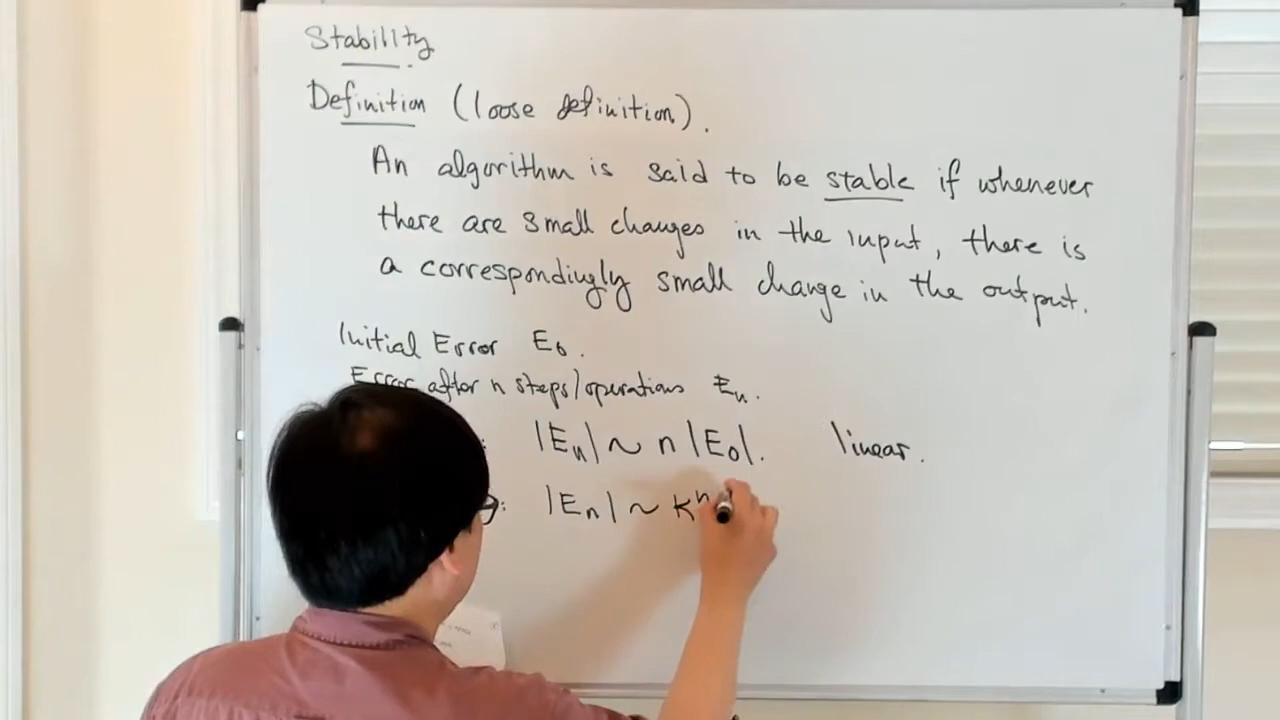 Stability
Definition (loose definition).
An algorithm is said to be stable if whenever
there are small changes in the input, there is
a correspondingly small change in the output.
Initial Error E₀.
Error after n steps/operations Eₙ.
: |Eₙ| ~ n |E₀|. linear.
: |Eₙ| ~ Kⁿ